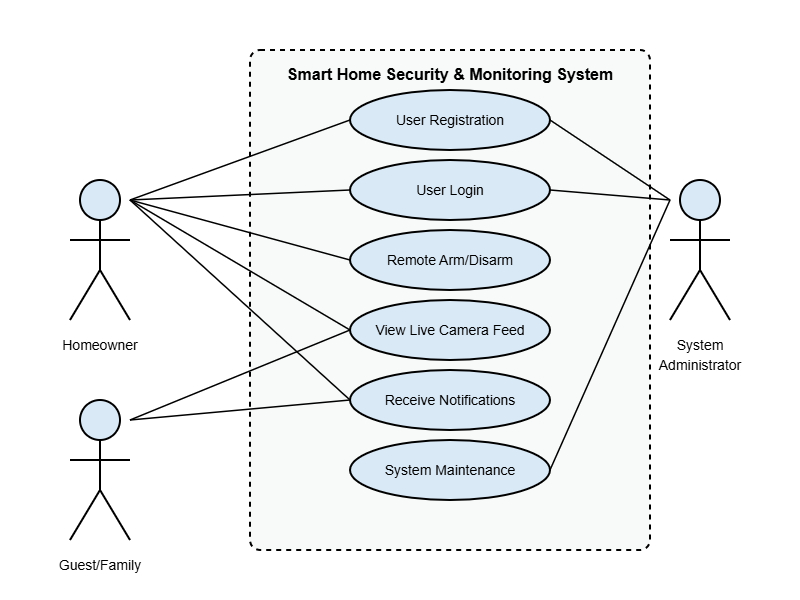 Smart Home Security & Monitoring System
User Registration
User Login
Remote Arm/Disarm
View Live Camera Feed
Receive Notifications
System Maintenance
Homeowner
Guest/Family
System
Administrator